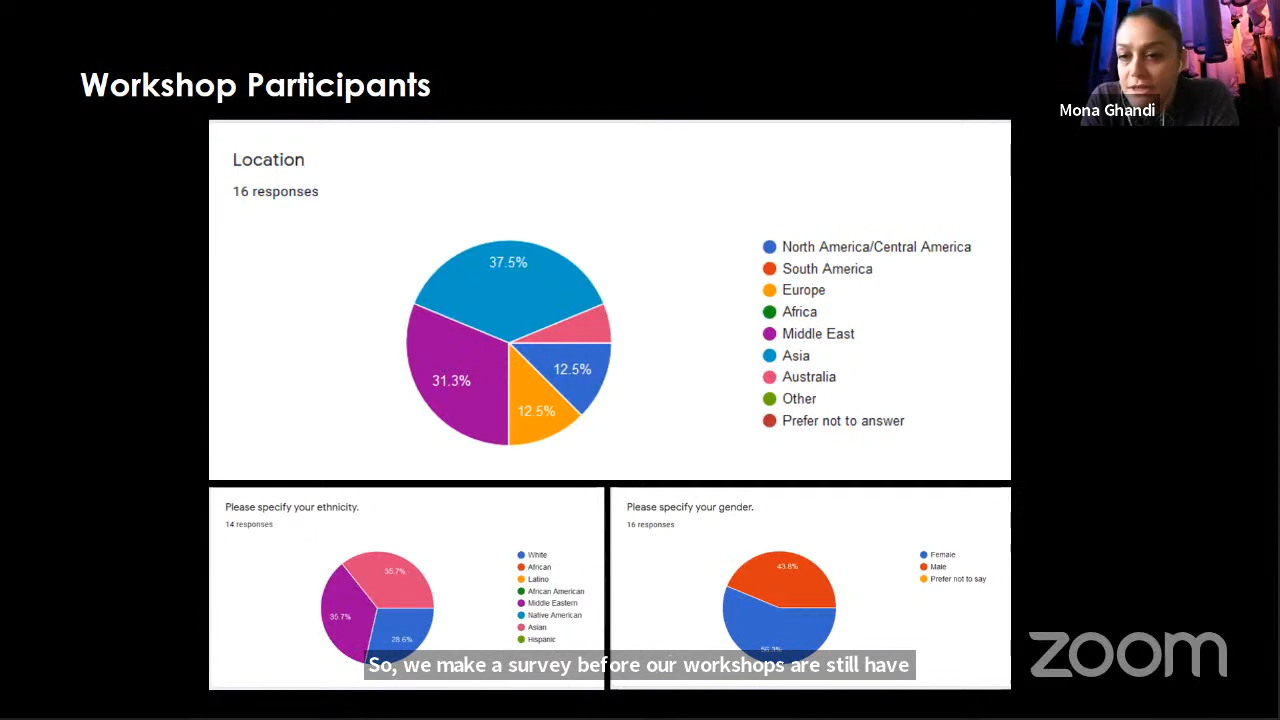 Workshop Participants
Mona Ghandi
Location
16 responses
37.5%
31.3%
12.5%
12.5%
North America/Central America
South America
Europe
Africa
Middle East
Asia
Australia
Other
Prefer not to answer
Please specify your ethnicity.
14 responses
35.7%
35.7%
28.6%
White
African
Latino
African American
Middle Eastern
Native American
Asian
Hispanic
Please specify your gender.
16 responses
43.8%
56.3%
Female
Male
Prefer not to say
So, we make a survey before our workshops are still have
zoom